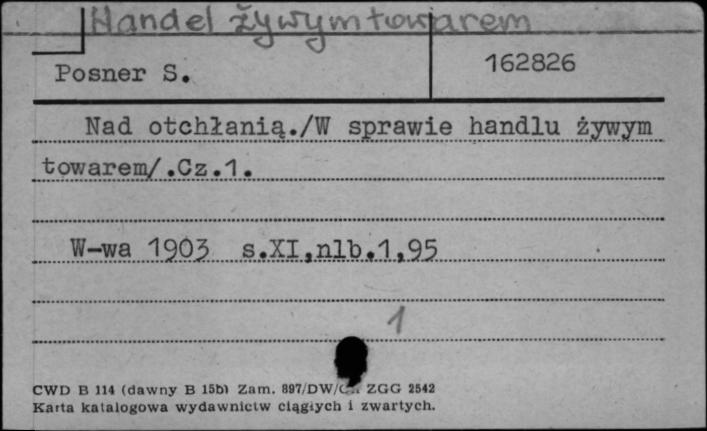 Handel żywym towarem
Posner S.
162826
Nad otchłanią./W sprawie handlu żywym
towarem/.Cz.1.
W-wa 1903 s.XI,nlb.1,95
1
CWD B 114 (dawny B 15b) Zam. 897/DW/ ZGG 2542
Karta katalogowa wydawnictw ciągłych i zwartych.